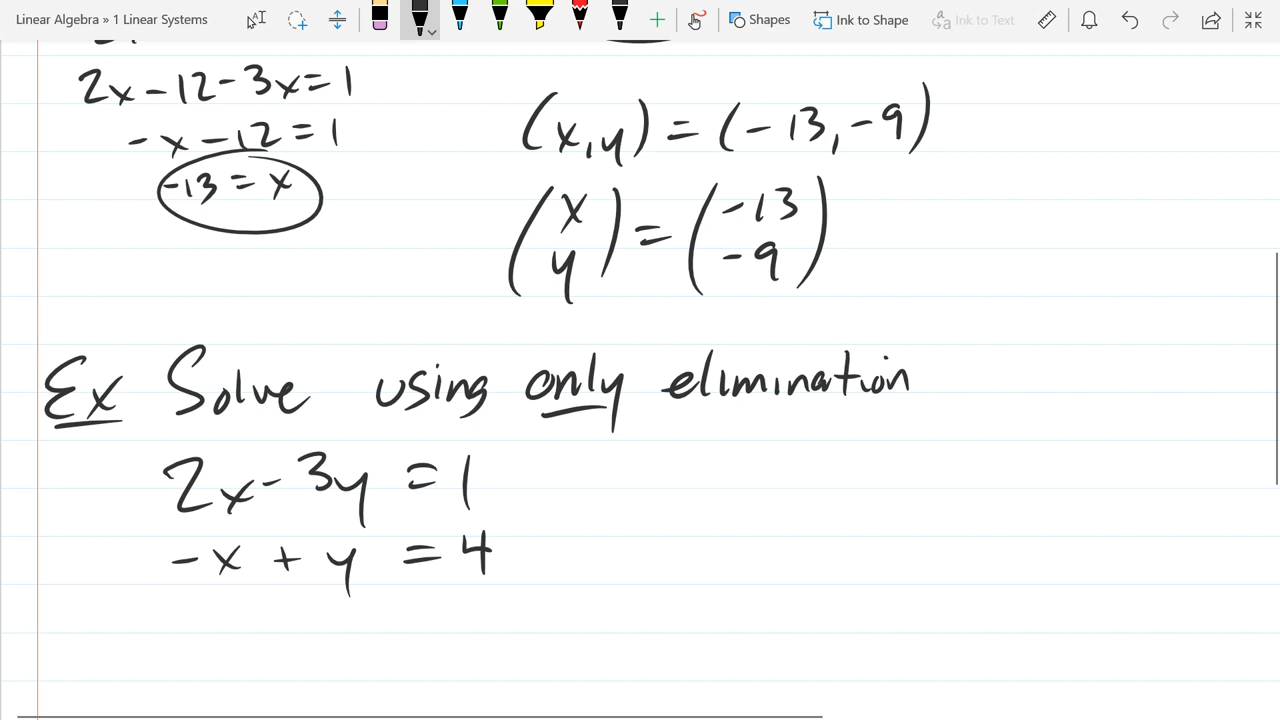 Linear Algebra » 1 Linear Systems
Shapes
Ink to Shape
Ink to Text
2x - 12 - 3x = 1
-x - 12 = 1
-13 = x
(x, y) = (-13, -9)
(x y) = (-13 -9)
Ex Solve using only elimination
2x - 3y = 1
-x + y = 4